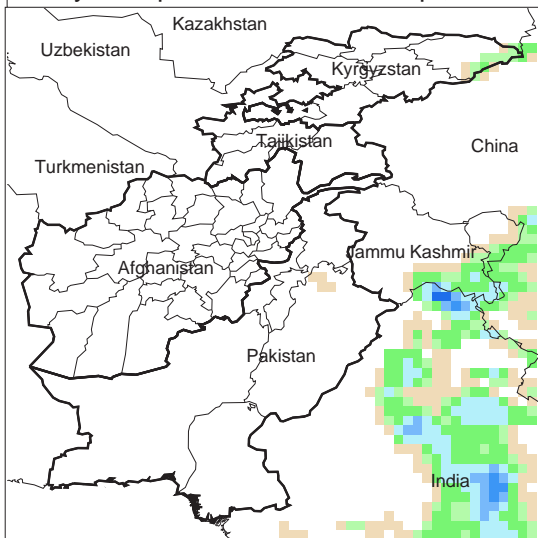 Kazakhstan
Uzbekistan
Kyrgyzstan
Tajikistan
China
Turkmenistan
Jammu Kashmir
Afghanistan
Pakistan
India